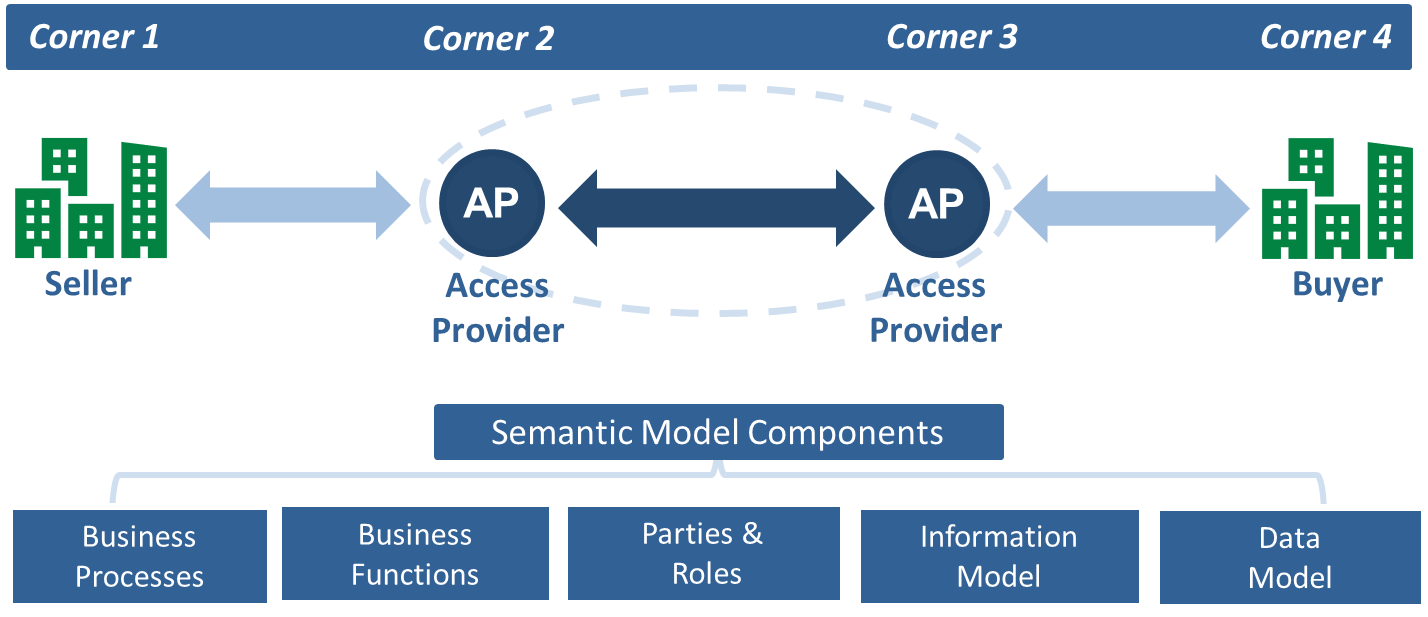 Corner 1 Corner 2 Corner 3 Corner 4
AP AP
Seller Access Access Buyer
Provider Provider
Semantic Model Components
Business Business Parties & Information Data
Processes Functions Roles Model Model